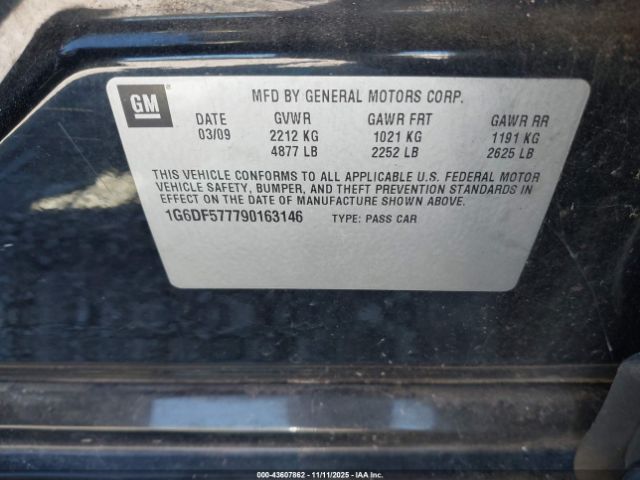 GM
MFD BY GENERAL MOTORS CORP.
DATE GVWR GAWR FRT GAWR RR
03/09 2212 KG 1021 KG 1191 KG
4877 LB 2252 LB 2625 LB
THIS VEHICLE CONFORMS TO ALL APPLICABLE U.S. FEDERAL MOTOR
VEHICLE SAFETY, BUMPER, AND THEFT PREVENTION STANDARDS IN
EFFECT ON THE DATE OF MANUFACTURE SHOWN ABOVE.
1G6DF577790163146 TYPE: PASS CAR
00-43607862 - 11/11/2025 - IAA Inc.